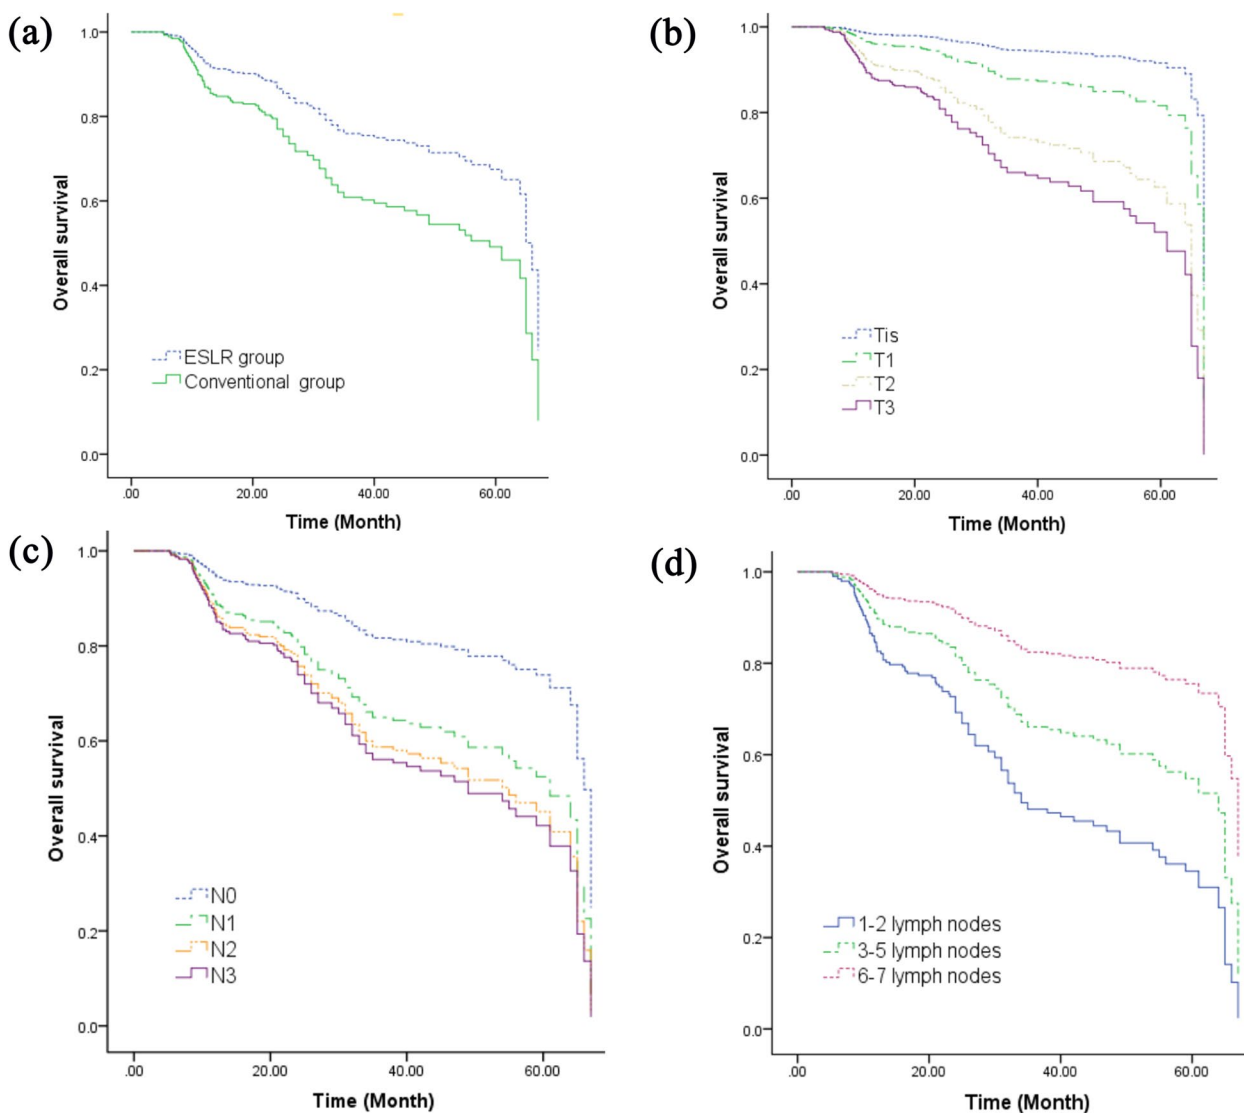 (a)
1.0
0.8
0.6
0.4
0.2
0.0
Overall survival
ESLR group
Conventional group
.00 20.00 40.00 60.00
Time (Month)
(b)
1.0
0.8
0.6
0.4
0.2
0.0
Overall survival
Tis
T1
T2
T3
.00 20.00 40.00 60.00
Time (Month)
(c)
1.0
0.8
0.6
0.4
0.2
0.0
Overall survival
N0
N1
N2
N3
.00 20.00 40.00 60.00
Time (Month)
(d)
1.0
0.8
0.6
0.4
0.2
0.0
Overall survival
1-2 lymph nodes
3-5 lymph nodes
6-7 lymph nodes
.00 20.00 40.00 60.00
Time (Month)